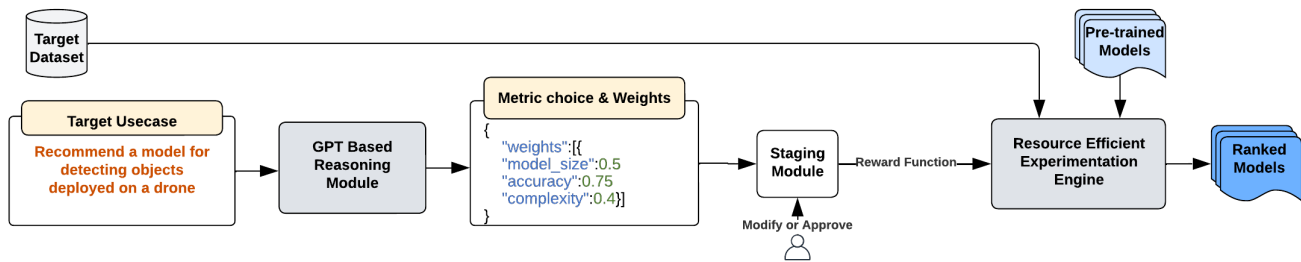 Target
Dataset
Pre-trained
Models
Target Usecase
Recommend a model for
detecting objects
deployed on a drone
GPT Based
Reasoning
Module
Metric choice & Weights
{
"weights":[{
"model_size":0.5
"accuracy":0.75
"complexity":0.4}]
}
Staging
Module
Modify or Approve
Reward Function
Resource Efficient
Experimentation
Engine
Ranked
Models